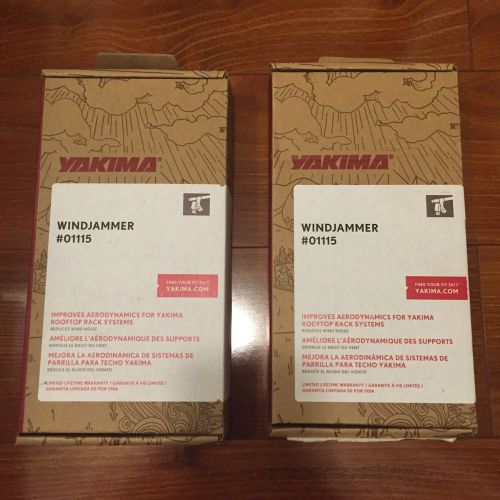 YAKIMA®
WINDJAMMER
#01115
FIND YOUR FIT 24/7
YAKIMA.COM
IMPROVES AERODYNAMICS FOR YAKIMA
ROOFTOP RACK SYSTEMS
REDUCES WIND NOISE
AMÉLIORE L'AÉRODYNAMIQUE DES SUPPORTS
DIMINUE LE BRUIT DU VENT
MEJORA LA AERODINÁMICA DE SISTEMAS DE
PARRILLA PARA TECHO YAKIMA
REDUCE EL RUIDO DEL VIENTO
LIMITED LIFETIME WARRANTY / GARANTIE À VIE LIMITÉE /
GARANTÍA LIMITADA DE POR VIDA
YAKIMA®
WINDJAMMER
#01115
FIND YOUR FIT 24/7
YAKIMA.COM
IMPROVES AERODYNAMICS FOR YAKIMA
ROOFTOP RACK SYSTEMS
REDUCES WIND NOISE
AMÉLIORE L'AÉRODYNAMIQUE DES SUPPORTS
DIMINUE LE BRUIT DU VENT
MEJORA LA AERODINÁMICA DE SISTEMAS DE
PARRILLA PARA TECHO YAKIMA
REDUCE EL RUIDO DEL VIENTO
LIMITED LIFETIME WARRANTY / GARANTIE À VIE LIMITÉE /
GARANTÍA LIMITADA DE POR VIDA